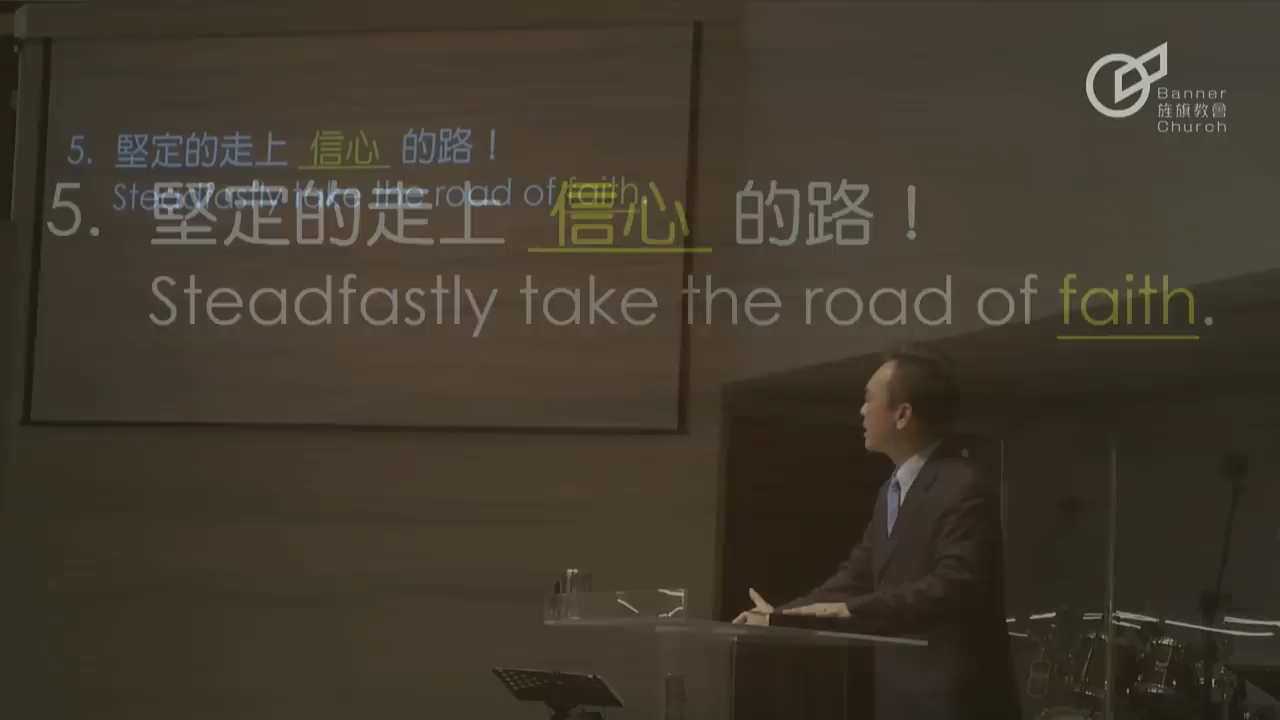 Banner
旌旗教會
Church
5. 堅定的走上 信心 的路！
Steadfastly take the road of faith.
5. 堅定的走上 信心 的路！
Steadfastly take the road of faith.